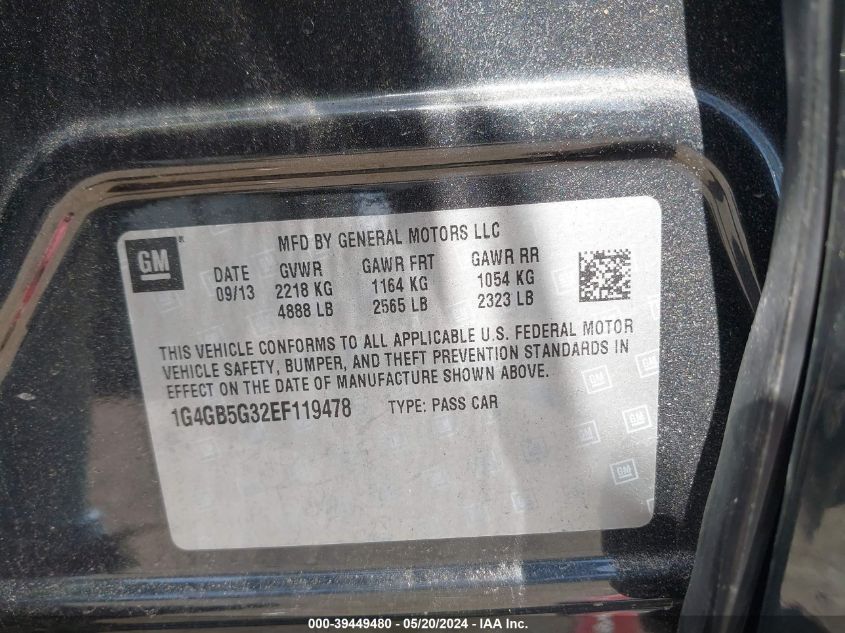 GM
MFD BY GENERAL MOTORS LLC
DATE GVWR GAWR FRT GAWR RR
09/13 2218 KG 1164 KG 1054 KG
4888 LB 2565 LB 2323 LB
THIS VEHICLE CONFORMS TO ALL APPLICABLE U.S. FEDERAL MOTOR
VEHICLE SAFETY, BUMPER, AND THEFT PREVENTION STANDARDS IN
EFFECT ON THE DATE OF MANUFACTURE SHOWN ABOVE.
1G4GB5G32EF119478 TYPE: PASS CAR
GM
000-39449480 - 05/20/2024 - IAAI.COM